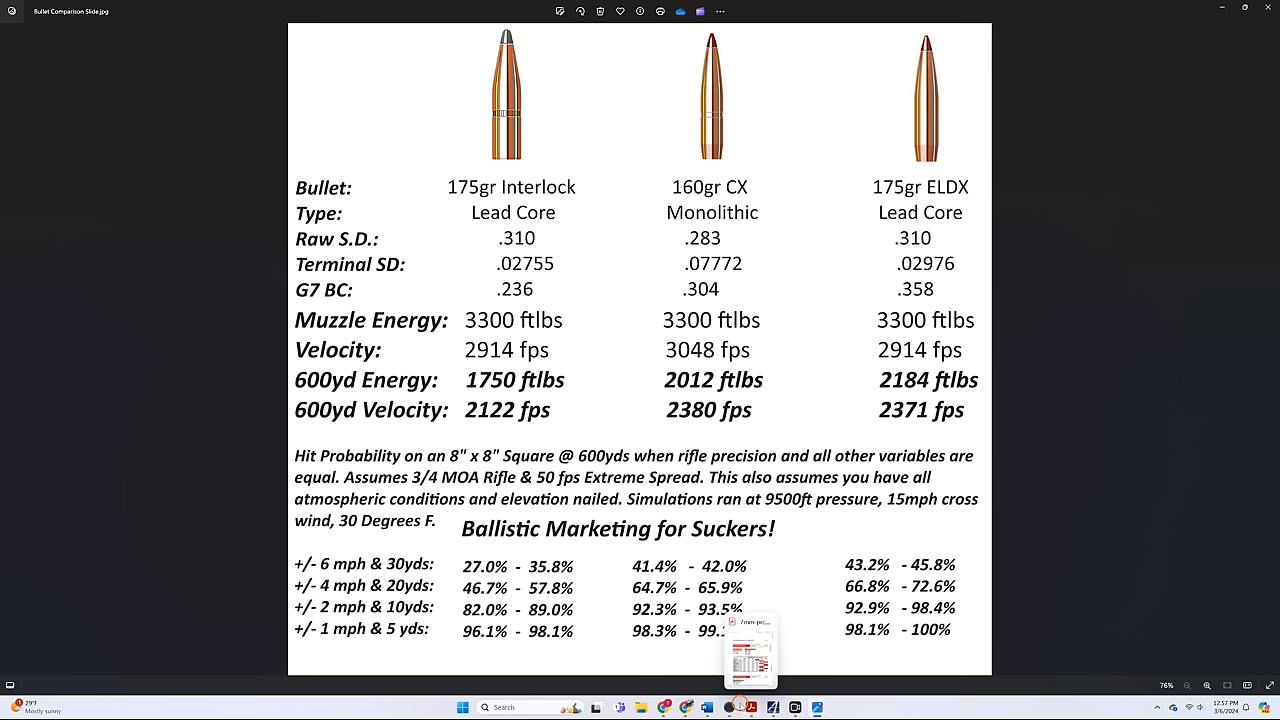 Bullet Comparison Slide.jpg
Bullet: 175gr Interlock 160gr CX 175gr ELDX
Type: Lead Core Monolithic Lead Core
Raw S.D.: .310 .283 .310
Terminal SD: .02755 .07772 .02976
G7 BC: .236 .304 .358
Muzzle Energy: 3300 ftlbs 3300 ftlbs 3300 ftlbs
Velocity: 2914 fps 3048 fps 2914 fps
600yd Energy: 1750 ftlbs 2012 ftlbs 2184 ftlbs
600yd Velocity: 2122 fps 2380 fps 2371 fps
Hit Probability on an 8" x 8" Square @ 600yds when rifle precision and all other variables are
equal. Assumes 3/4 MOA Rifle & 50 fps Extreme Spread. This also assumes you have all
atmospheric conditions and elevation nailed. Simulations ran at 9500ft pressure, 15mph cross
wind, 30 Degrees F.
Ballistic Marketing for Suckers!
+/- 6 mph & 30yds: 27.0% - 35.8% 41.4% - 42.0% 43.2% - 45.8%
+/- 4 mph & 20yds: 46.7% - 57.8% 64.7% - 65.9% 66.8% - 72.6%
+/- 2 mph & 10yds: 82.0% - 89.0% 92.3% - 93.5% 92.9% - 98.4%
+/- 1 mph & 5 yds: 96.1% - 98.1% 98.3% - 99.1 98.1% - 100%
7mm-prc...
76%
29°F
Mostly sunny
Search
12:57 PM
3/6/2024